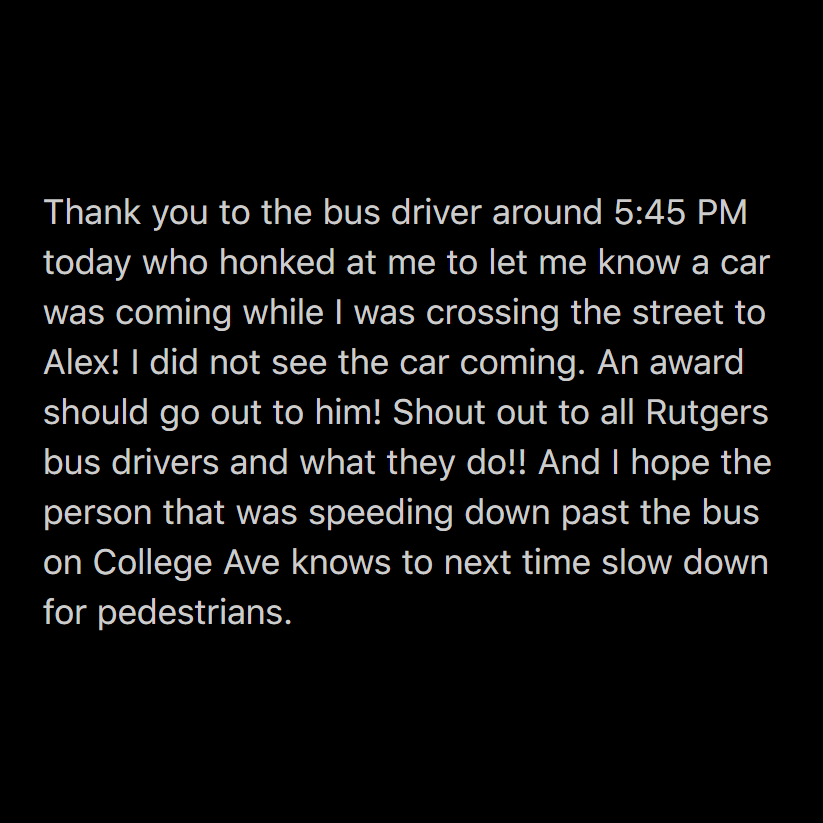 Thank you to the bus driver around 5:45 PM
today who honked at me to let me know a car
was coming while I was crossing the street to
Alex! I did not see the car coming. An award
should go out to him! Shout out to all Rutgers
bus drivers and what they do!! And I hope the
person that was speeding down past the bus
on College Ave knows to next time slow down
for pedestrians.